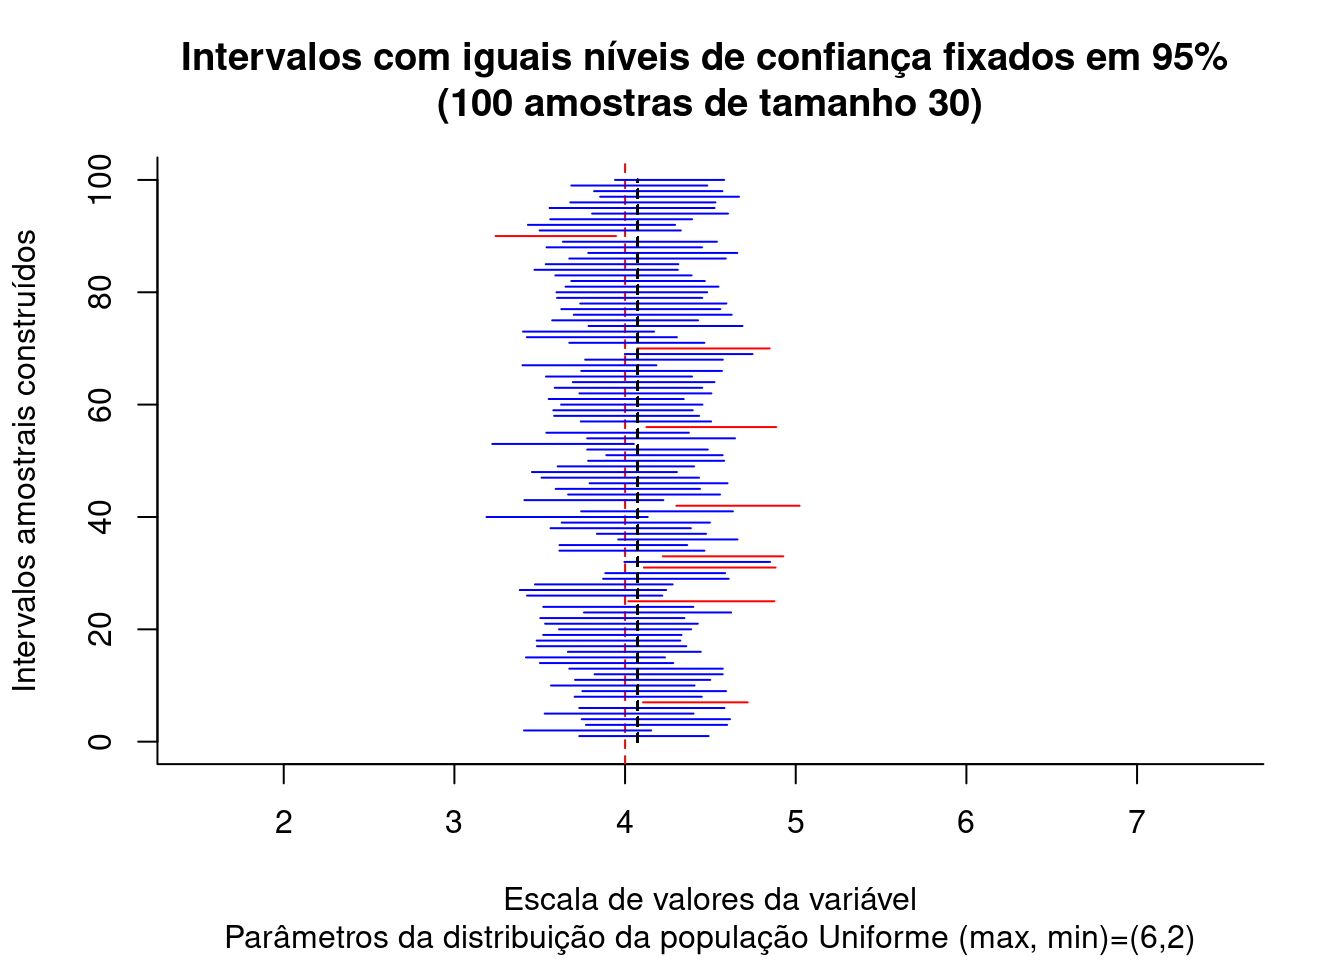 Intervalos com iguais níveis de confiança fixados em 95%
(100 amostras de tamanho 30)
Intervalos amostrais construídos
100
80
60
40
20
0
2 3 4 5 6 7
Escala de valores da variável
Parâmetros da distribuição da população Uniforme (max, min)=(6,2)